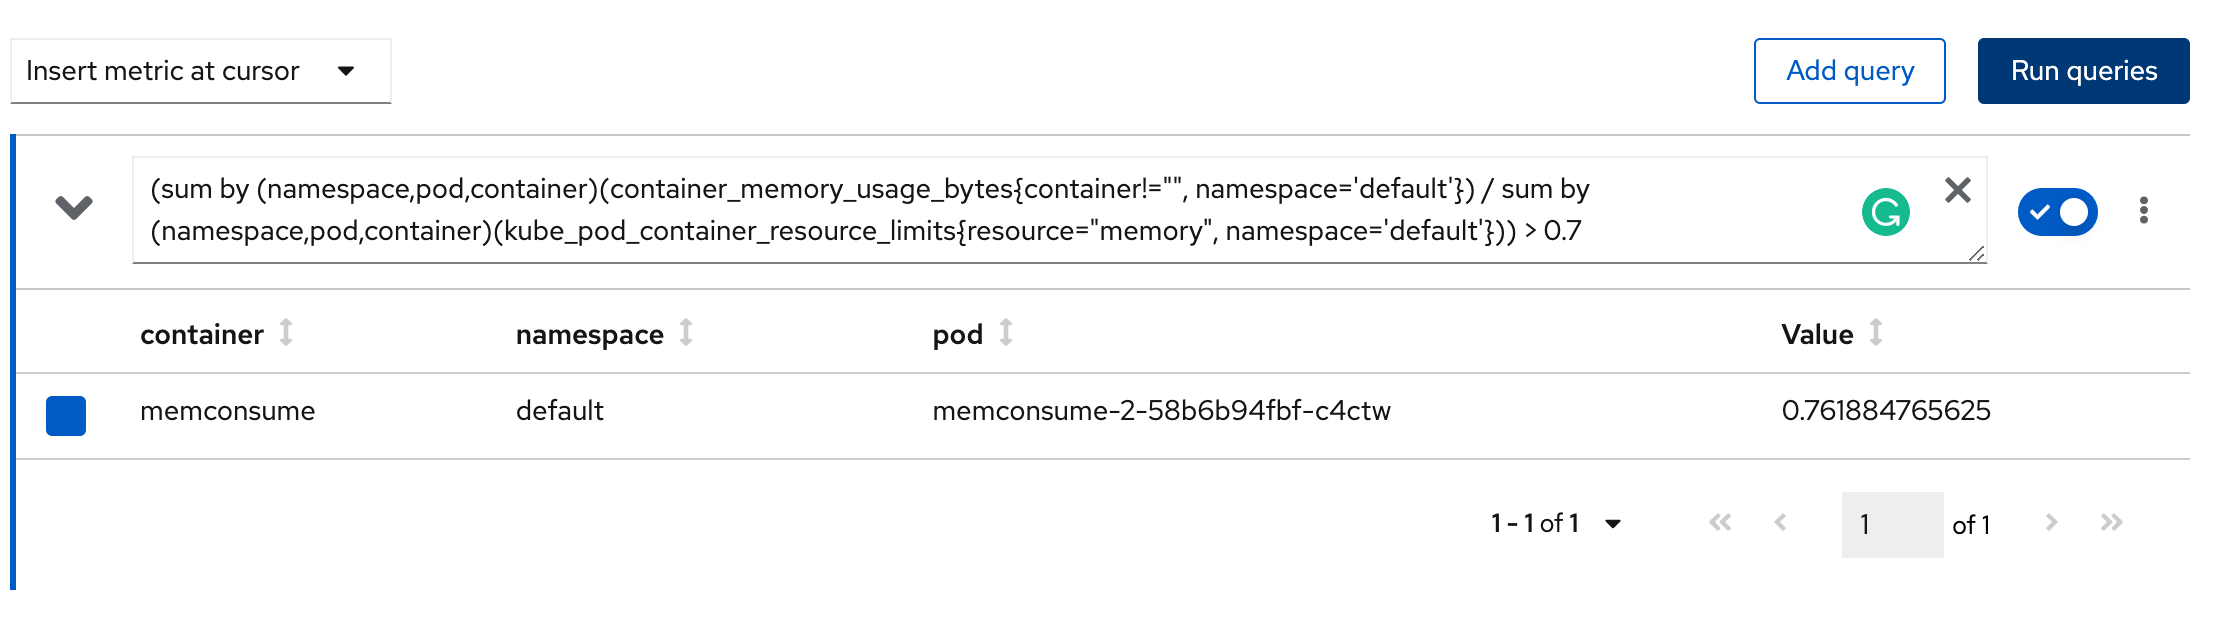 Insert metric at cursor
Add query
Run queries
(sum by (namespace,pod,container)(container_memory_usage_bytes{container!="", namespace='default'}) / sum by
(namespace,pod,container)(kube_pod_container_resource_limits{resource="memory", namespace='default'})) > 0.7
container namespace pod Value
memconsume default memconsume-2-58b6b94fbf-c4ctw 0.761884765625
1 - 1 of 1
1 of 1